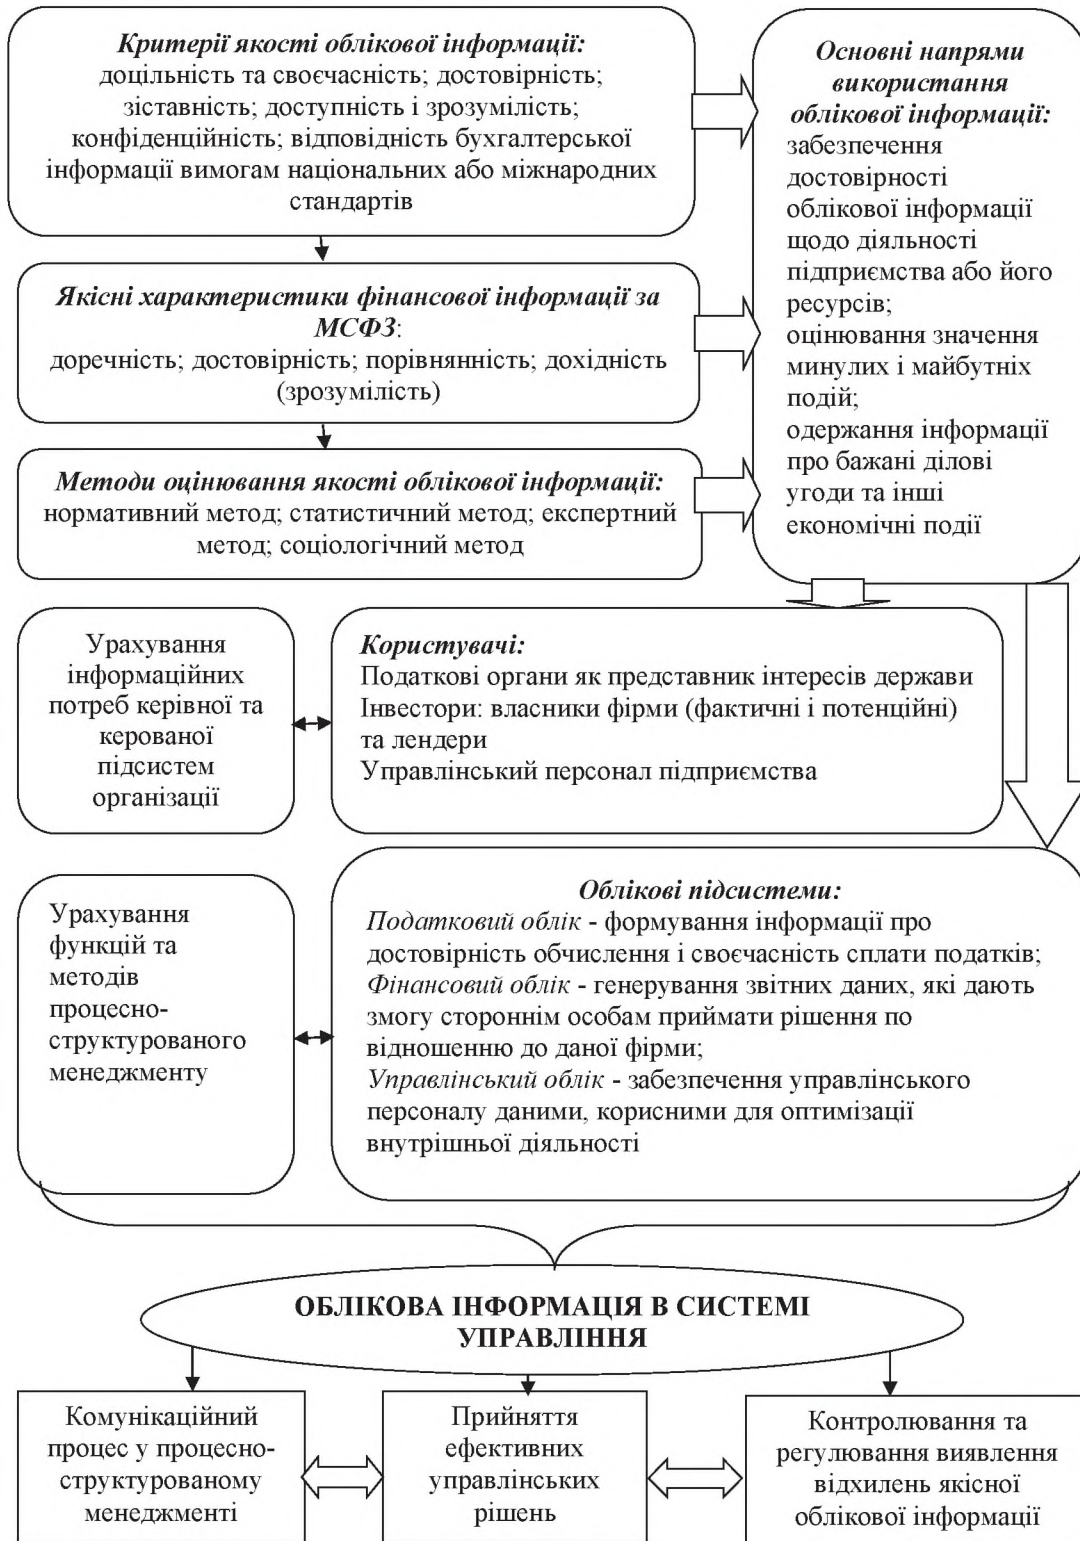 Критерії якості облікової інформації:
доцільність та своєчасність; достовірність;
зіставність; доступність і зрозумілість;
конфіденційність; відповідність бухгалтерської
інформації вимогам національних або міжнародних
стандартів
Якісні характеристики фінансової інформації за
МСФЗ:
доречність; достовірність; порівнянність; дохідність
(зрозумілість)
Методи оцінювання якості облікової інформації:
нормативний метод; статистичний метод; експертний
метод; соціологічний метод
Основні напрями
використання
облікової інформації:
забезпечення
достовірності
облікової інформації
щодо діяльності
підприємства або його
ресурсів;
оцінювання значення
минулих і майбутніх
подій;
одержання інформації
про бажані ділові
угоди та інші
економічні події
Урахування
інформаційних
потреб керівної та
керованої
підсистем
організації
Користувачі:
Податкові органи як представник інтересів держави
Інвестори: власники фірми (фактичні і потенційні)
та лендери
Управлінський персонал підприємства
Урахування
функцій та
методів
процесно-
структурованого
менеджменту
Облікові підсистеми:
Податковий облік - формування інформації про
достовірність обчислення і своєчасність сплати податків;
Фінансовий облік - генерування звітних даних, які дають
змогу стороннім особам приймати рішення по
відношенню до даної фірми;
Управлінський облік - забезпечення управлінського
персоналу даними, корисними для оптимізації
внутрішньої діяльності
ОБЛІКОВА ІНФОРМАЦІЯ В СИСТЕМІ
УПРАВЛІННЯ
Комунікаційний
процес у процесно-
структурованому
менеджменті
Прийняття
ефективних
управлінських
рішень
Контролювання та
регулювання виявлення
відхилень якісної
облікової інформації